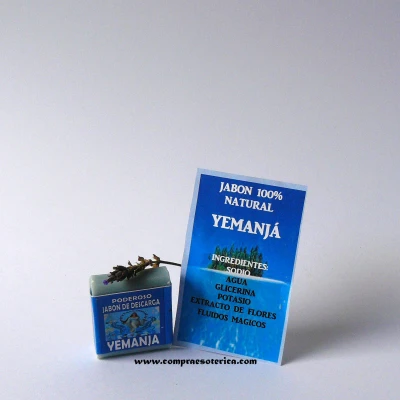 JABON 100%
NATURAL
YEMANJÁ
INGREDIENTES:
SODIO
AGUA
GLICERINA
POTASIO
EXTRACTO DE FLORES
FLUIDOS MAGICOS
PODEROSO
JABON DE DEICARGA
YEMANJA
www.compraesoterica.com